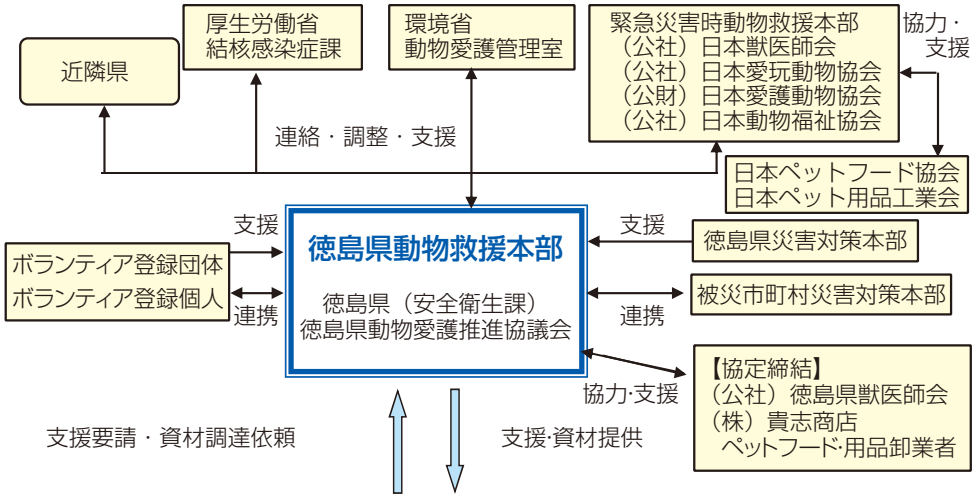 近隣県
厚生労働省
結核感染症課
環境省
動物愛護管理室
緊急災害時動物救援本部
（公社）日本獣医師会
（公社）日本愛玩動物協会
（公財）日本愛護動物協会
（公社）日本動物福祉協会
協力・
支援
連絡・調整・支援
日本ペットフード協会
日本ペット用品工業会
支援
ボランティア登録団体
ボランティア登録個人
連携
徳島県動物救援本部
徳島県（安全衛生課）
徳島県動物愛護推進協議会
支援
徳島県災害対策本部
連携
被災市町村災害対策本部
協力・支援
【協定締結】
（公社）徳島県獣医師会
（株）貴志商店
ペットフード・用品卸業者
支援要請・資材調達依頼
支援・資材提供